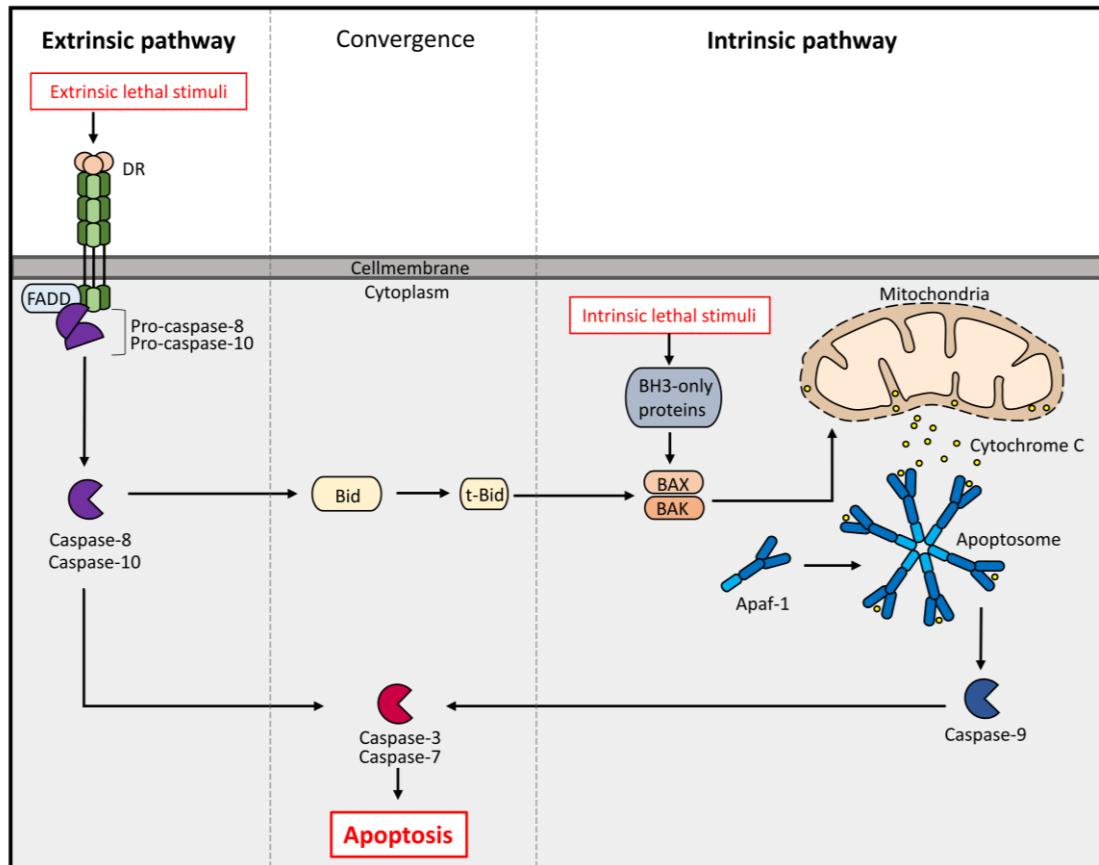 Extrinsic pathway
Convergence
Intrinsic pathway
Extrinsic lethal stimuli
DR
Cellmembrane
Cytoplasm
FADD
Pro-caspase-8
Pro-caspase-10
Intrinsic lethal stimuli
Mitochondria
BH3-only
proteins
Cytochrome C
Bid
t-Bid
BAX
BAK
Caspase-8
Caspase-10
Apoptosome
Apaf-1
Caspase-3
Caspase-7
Caspase-9
Apoptosis